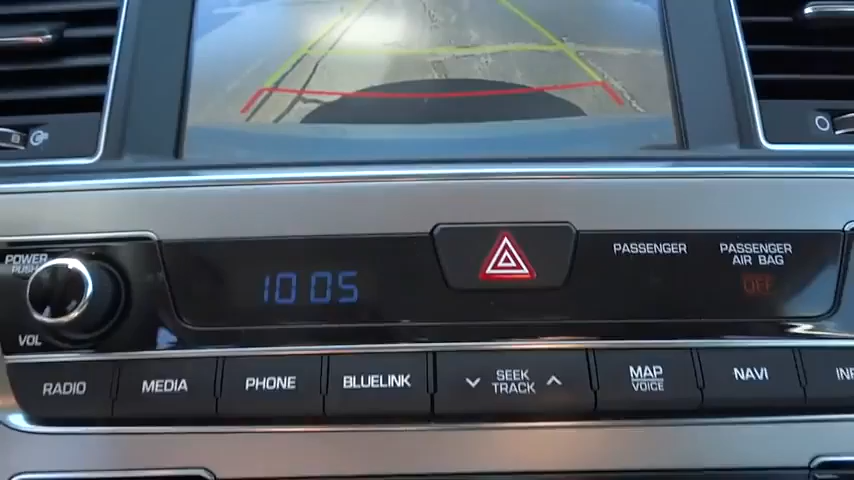 POWER
PUSH
VOL
10 05
PASSENGER
PASSENGER
AIR BAG
OFF
RADIO
MEDIA
PHONE
BLUELINK
SEEK
TRACK
MAP
VOICE
NAVI